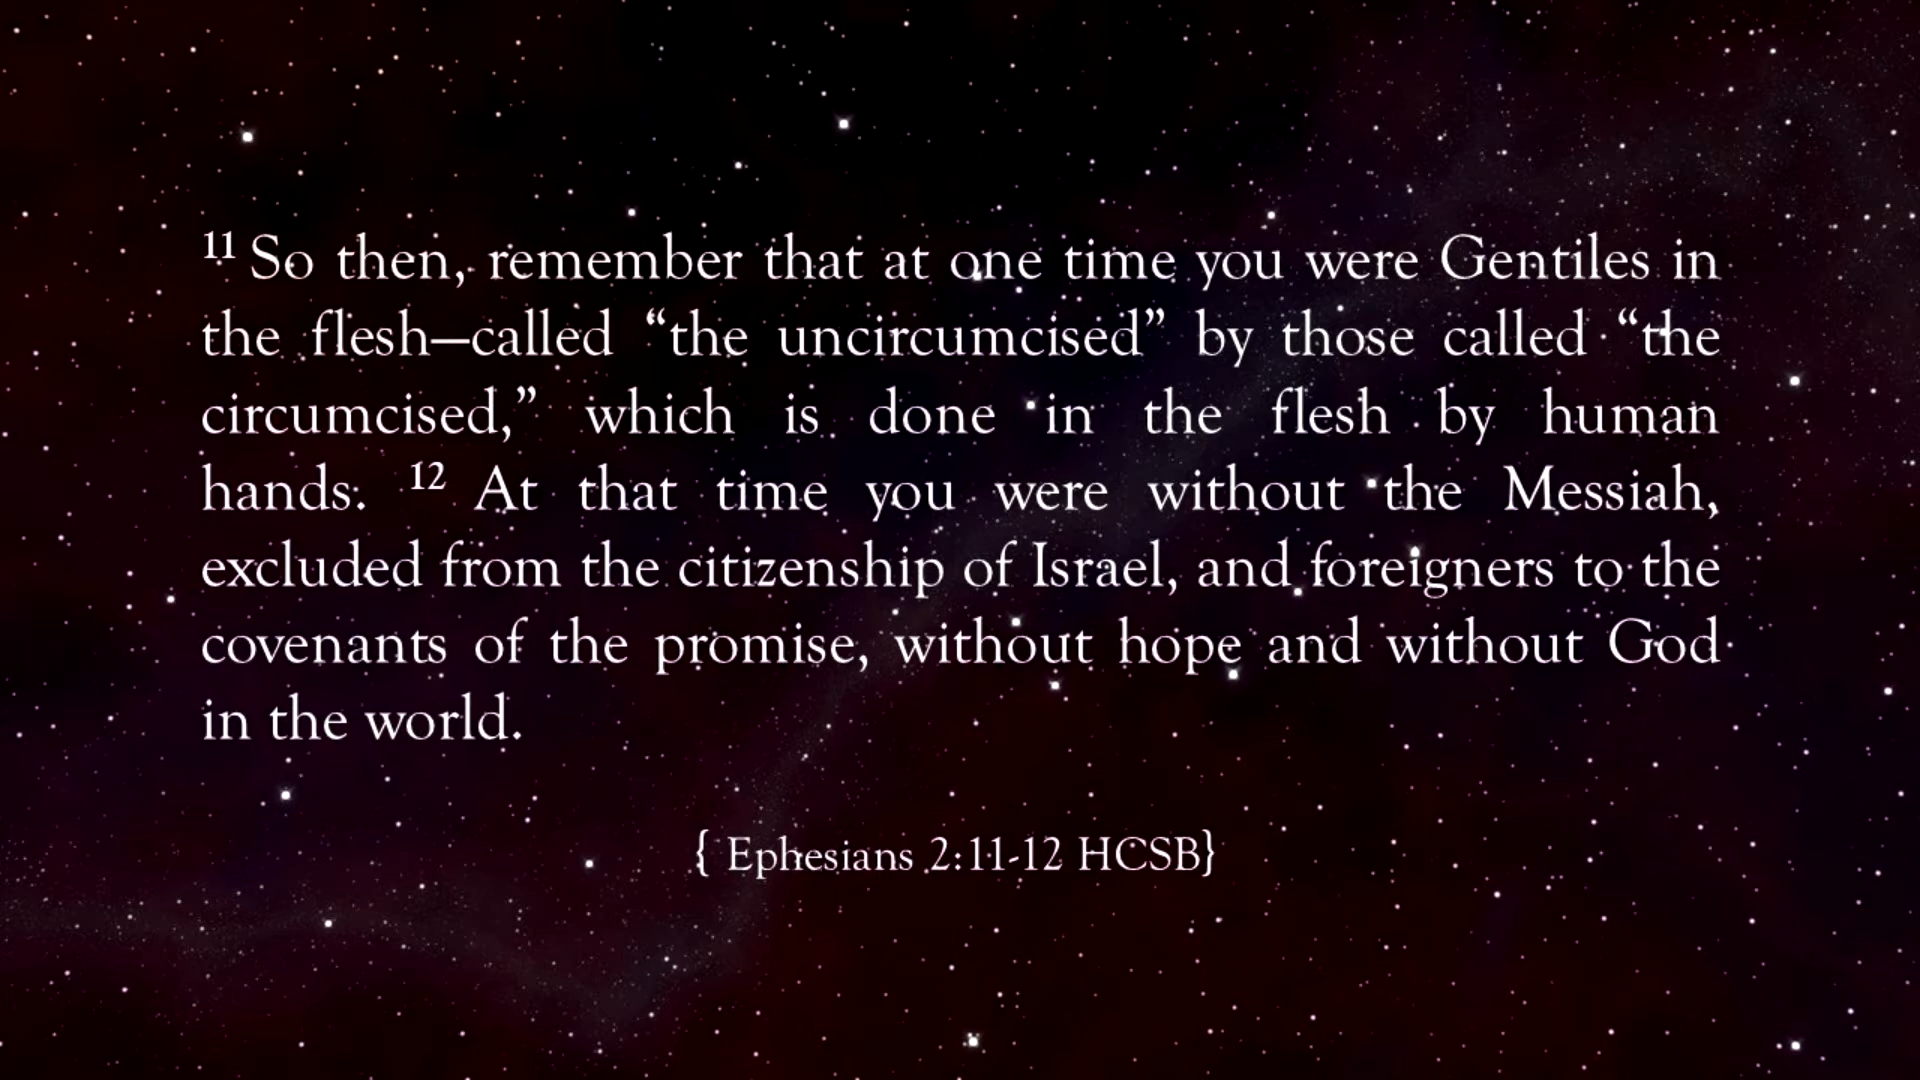 ¹¹ So then, remember that at one time you were Gentiles in
the flesh—called “the uncircumcised” by those called “the
circumcised,” which is done in the flesh by human
hands. ¹² At that time you were without the Messiah,
excluded from the citizenship of Israel, and foreigners to the
covenants of the promise, without hope and without God
in the world.
{ Ephesians 2:11-12 HCSB}